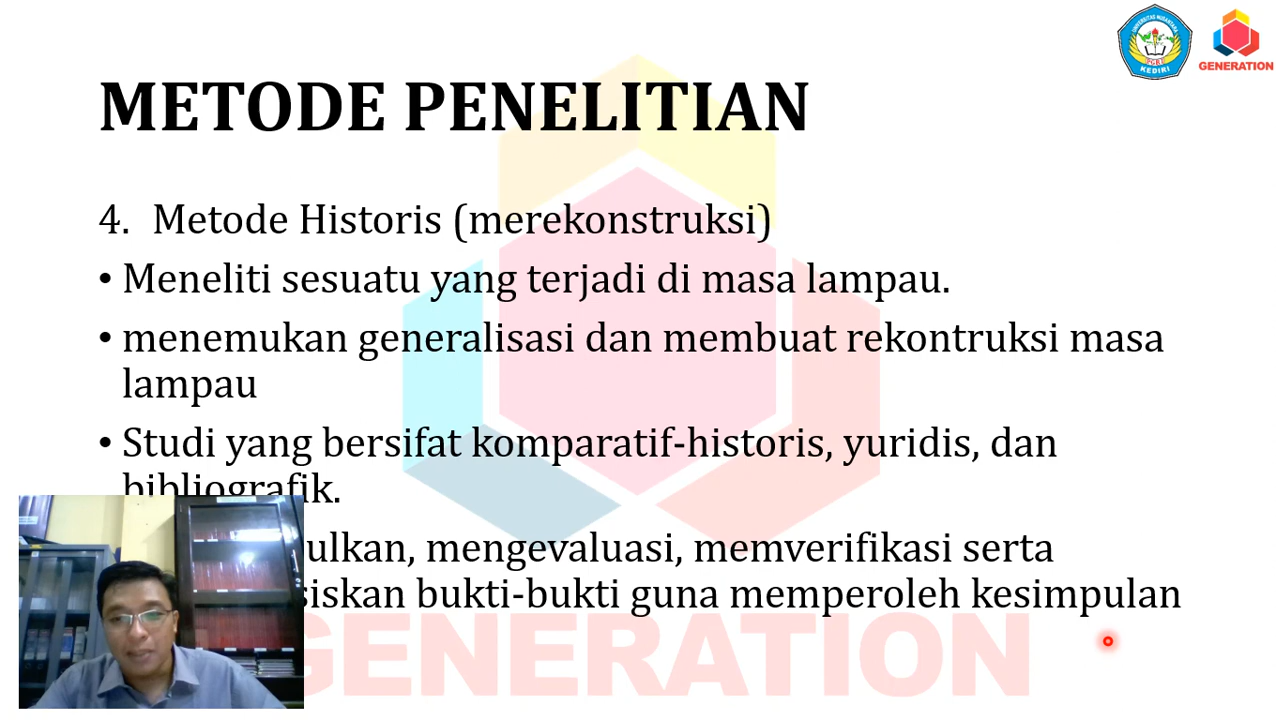 UNIVERSITAS NUSANTARA
KEDIRI
GENERATION
METODE PENELITIAN
4. Metode Historis (merekonstruksi)
• Meneliti sesuatu yang terjadi di masa lampau.
• menemukan generalisasi dan membuat rekontruksi masa
lampau
• Studi yang bersifat komparatif-historis, yuridis, dan
bibliografik.
ulkan, mengevaluasi, memverifikasi serta
siskan bukti-bukti guna memperoleh kesimpulan
GENERATION